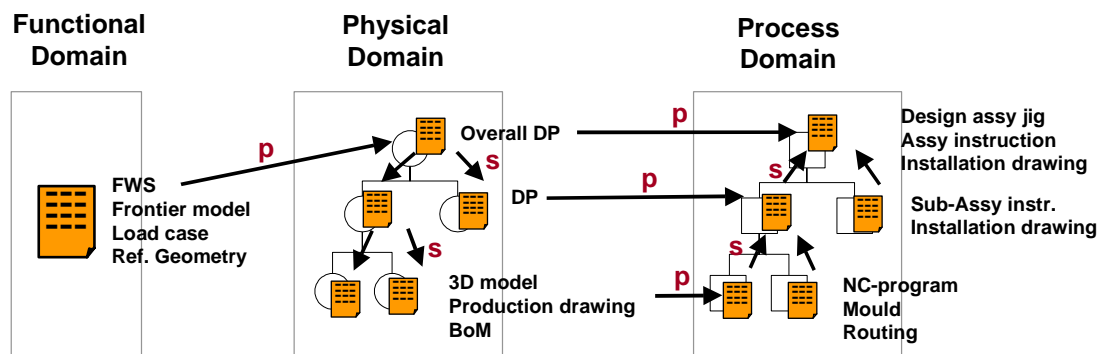 Functional
Domain
Physical
Domain
Process
Domain
FWS
Frontier model
Load case
Ref. Geometry
p
Overall DP
s
DP
s
3D model
Production drawing
BoM
p
p
p
s
s
Design assy jig
Assy instruction
Installation drawing
Sub-Assy instr.
Installation drawing
NC-program
Mould
Routing